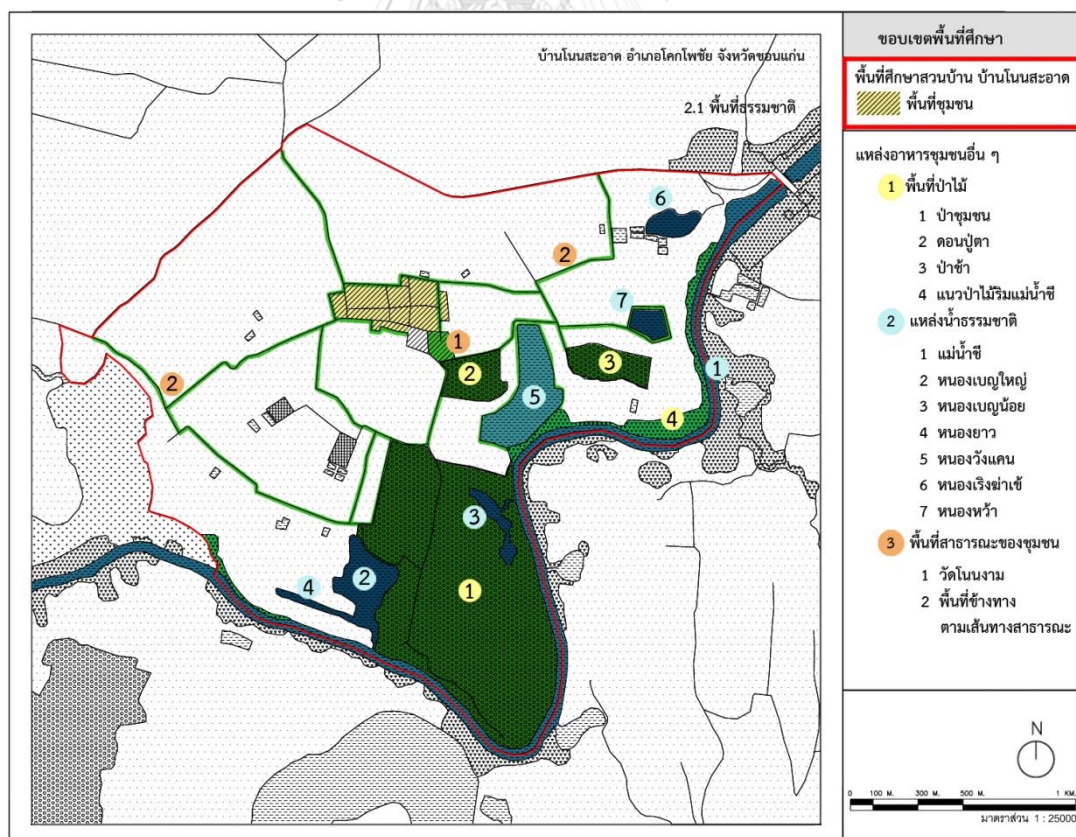 บ้านโนนสะอาด อำเภอโคกโพชัย จังหวัดขอนแก่น
2.1 พื้นที่ธรรมชาติ
6
2
7
1
2
3
5
1
4
2
3
2
4
1
ขอบเขตพื้นที่ศึกษา
พื้นที่ศึกษาสวนบ้าน บ้านโนนสะอาด
พื้นที่ชุมชน
แหล่งอาหารชุมชนอื่น ๆ
1 พื้นที่ป่าไม้
1 ป่าชุมชน
2 ดอนปู่ตา
3 ป่าช้า
4 แนวป่าไม้ริมแม่น้ำชี
2 แหล่งน้ำธรรมชาติ
1 แม่น้ำชี
2 หนองเบญใหญ่
3 หนองเบญน้อย
4 หนองยาว
5 หนองวังแคน
6 หนองเริงฆ่าเข้
7 หนองหว้า
3 พื้นที่สาธารณะของชุมชน
1 วัดโนนงาม
2 พื้นที่ข้างทาง
ตามเส้นทางสาธารณะ
N
0 100 M. 300 M. 500 M. 1 KM.
มาตราส่วน 1 : 25000